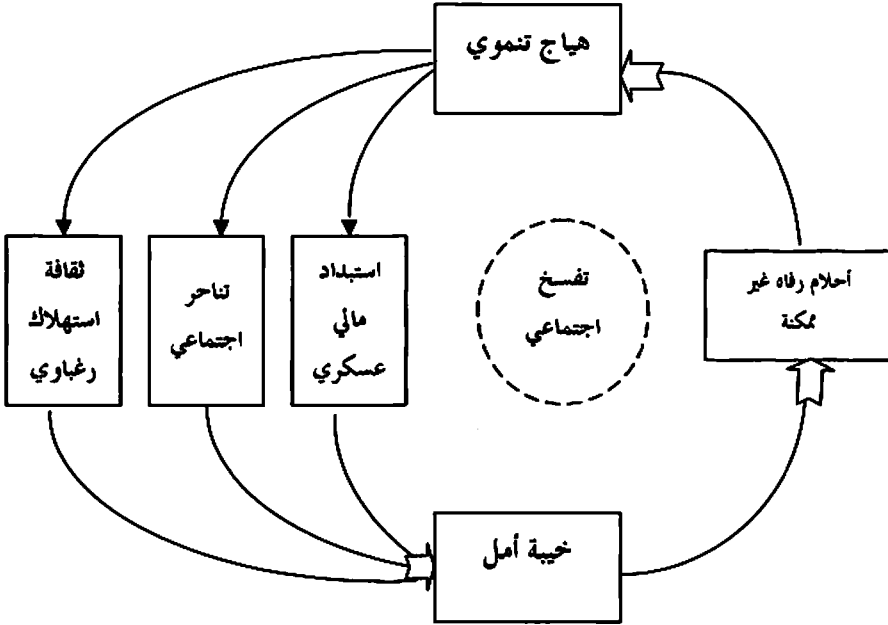 هياج تنموي
أحلام رفاه غير
ممكنة
تفسخ
اجتماعي
استبداد
مالي
عسكري
تناحر
اجتماعي
ثقافة
استهلاك
رغباوي
خيبة أمل